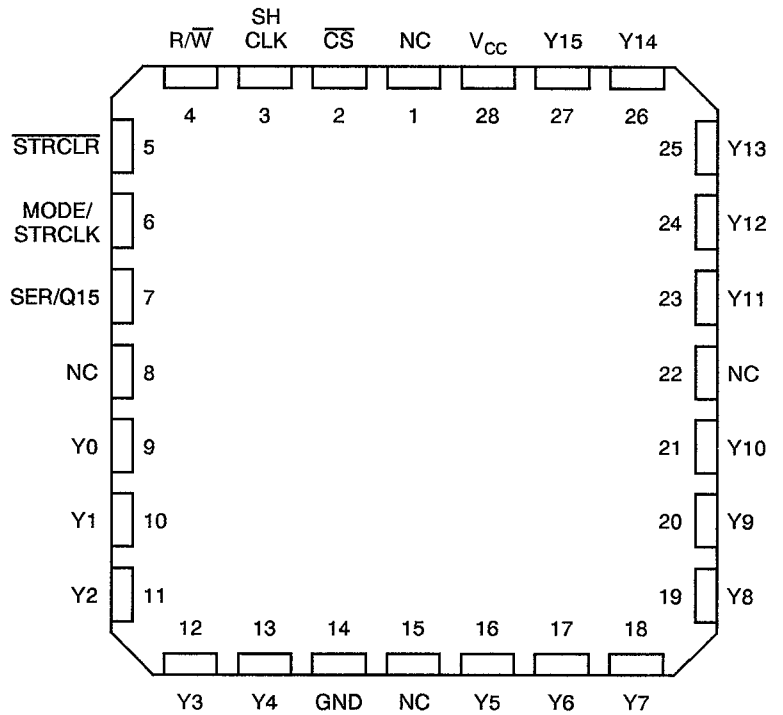 SH
R/W̅ CLK C̅S̅ NC VCC Y15 Y14
4 3 2 1 28 27 26
S̅T̅R̅C̅L̅R̅ 5 25 Y13
MODE/
STRCLK 6 24 Y12
SER/Q15 7 23 Y11
NC 8 22 NC
Y0 9 21 Y10
Y1 10 20 Y9
Y2 11 19 Y8
12 13 14 15 16 17 18
Y3 Y4 GND NC Y5 Y6 Y7